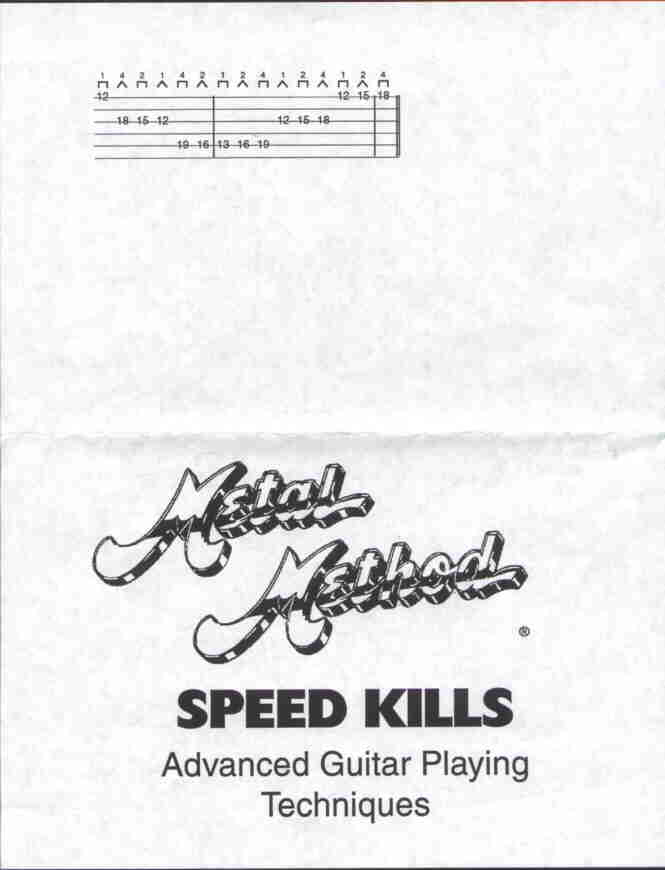 1 4 2 1 4 2 1 2 4 1 2 4 1 2 4
12 12 15 18
18 15 12 12 15 18
19 16 13 16 19
Metal
Method
®
SPEED KILLS
Advanced Guitar Playing
Techniques